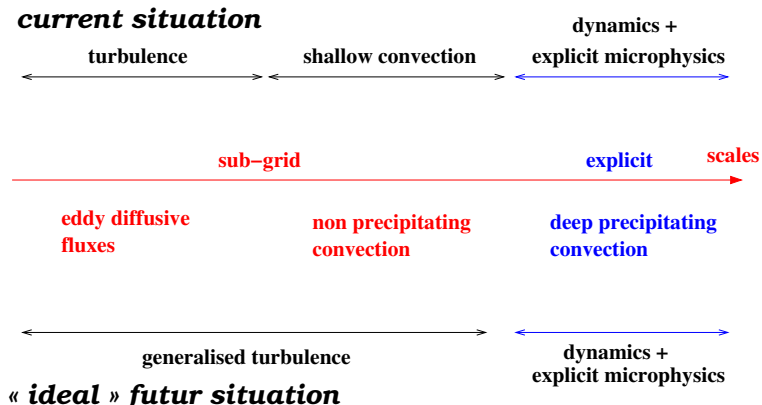 current situation
dynamics +
turbulence shallow convection explicit microphysics
sub-grid explicit scales
eddy diffusive non precipitating deep precipitating
fluxes convection convection
generalised turbulence dynamics +
explicit microphysics
« ideal » futur situation